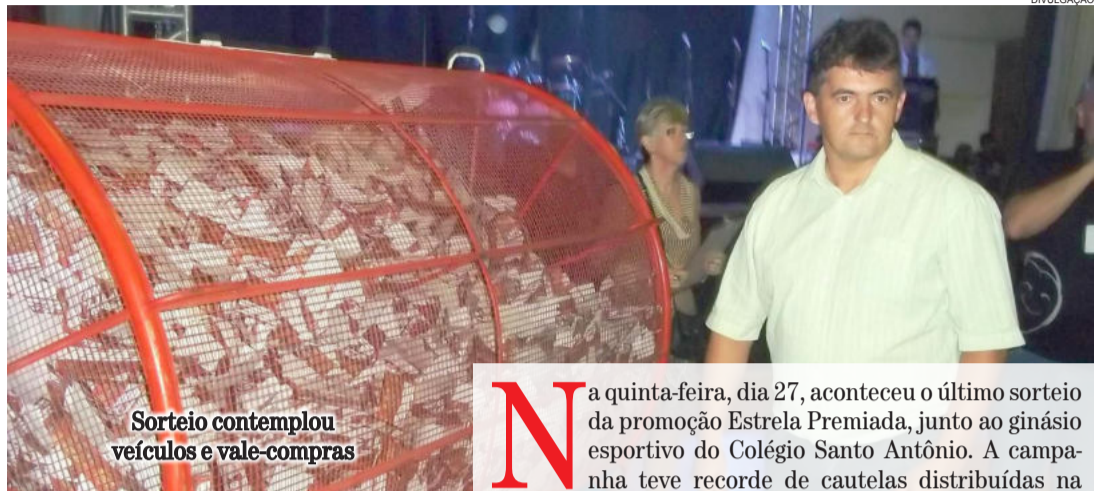 DIVULGAÇÃO
Sorteio contemplou
veículos e vale-compras
Na quinta-feira, dia 27, aconteceu o último sorteio
da promoção Estrela Premiada, junto ao ginásio
esportivo do Colégio Santo Antônio. A campa-
nha teve recorde de cautelas distribuídas na